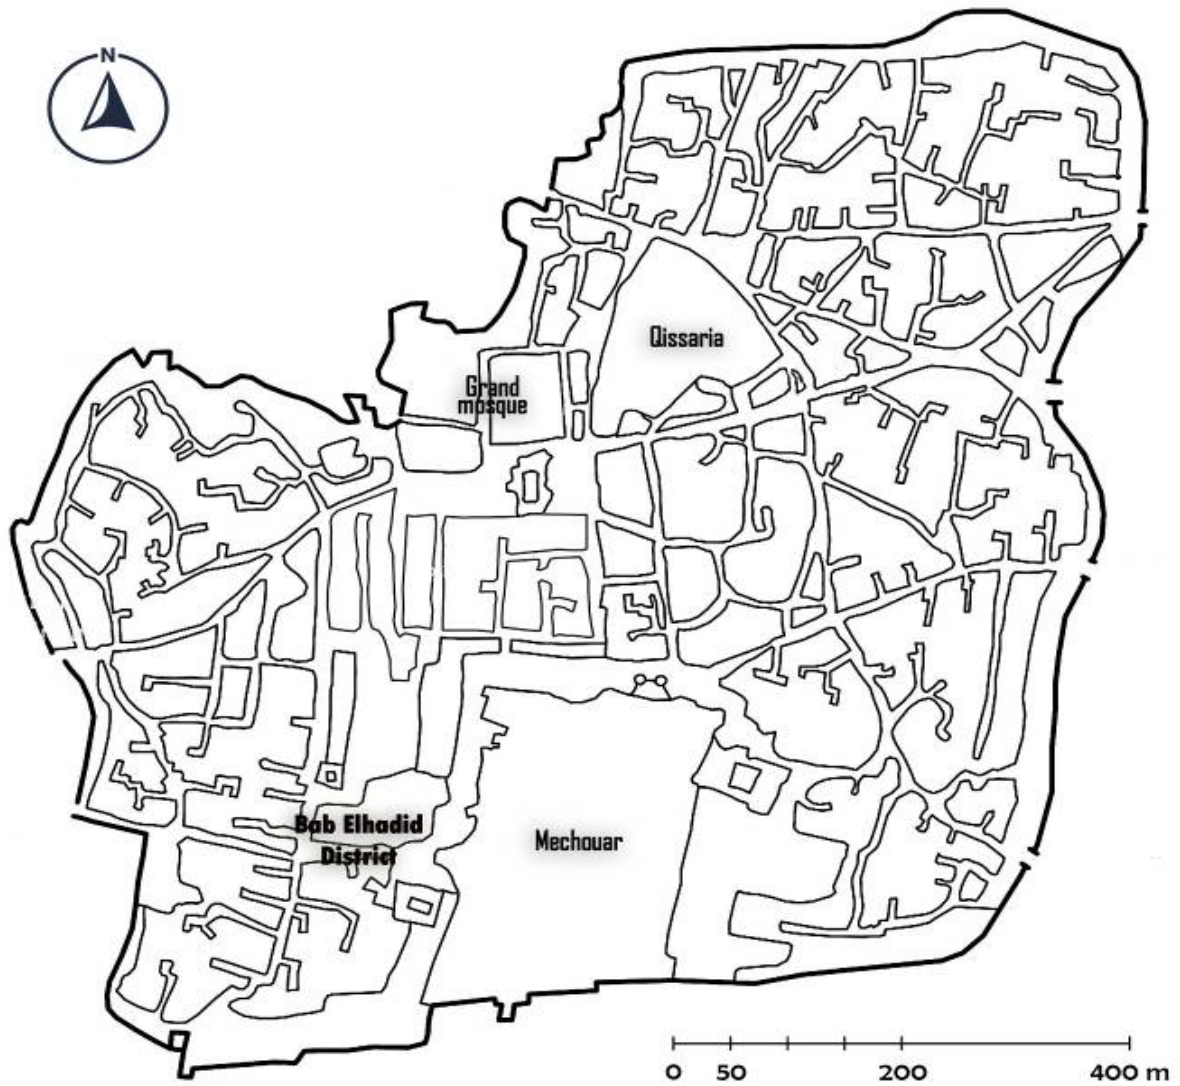 N
Qissaria
Grand
mosque
Bab Elhadid
District
Mechouar
0 50 200 400 m